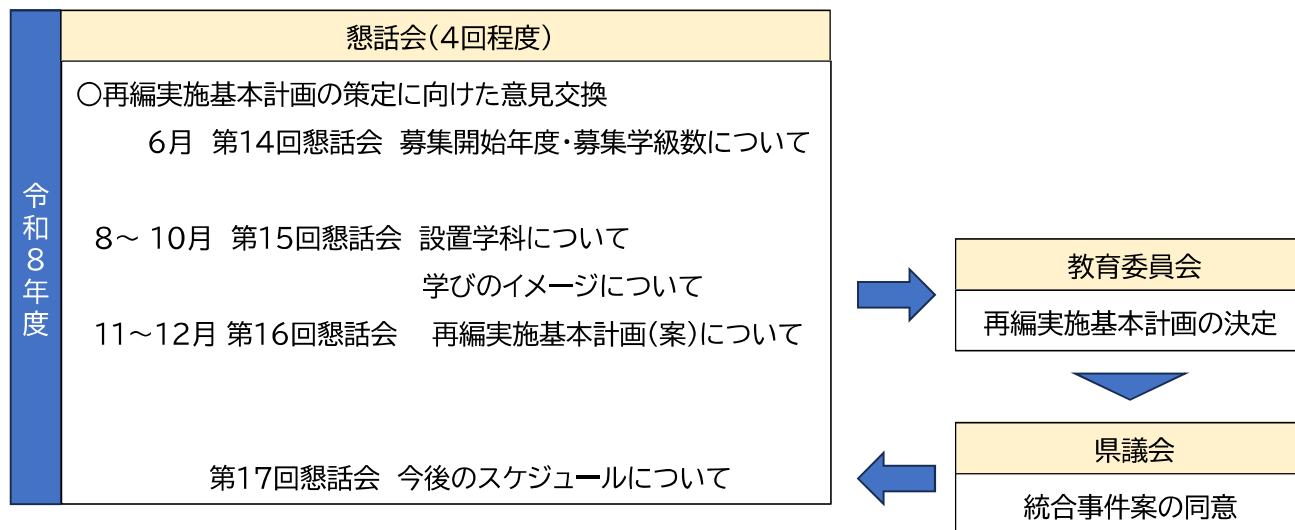 令和8年度
懇話会(4回程度)
○再編実施基本計画の策定に向けた意見交換
6月 第14回懇話会 募集開始年度・募集学級数について
8～10月 第15回懇話会 設置学科について
学びのイメージについて
11～12月 第16回懇話会 再編実施基本計画(案)について
第17回懇話会 今後のスケジュールについて
教育委員会
再編実施基本計画の決定
県議会
統合事件案の同意